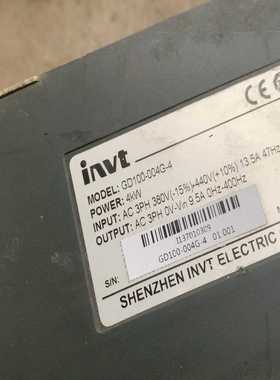 invt
CE
MODEL: GD100-004G-4
POWER: 4kW
INPUT: AC 3PH 380V(-15%)-440V(+10%) 13.5A 47Hz
OUTPUT: AC 3PH 0V-Vin 9.5A 0Hz-400Hz
S/N:
GD100-004G-4 01 001
SHENZHEN INVT ELECTRIC